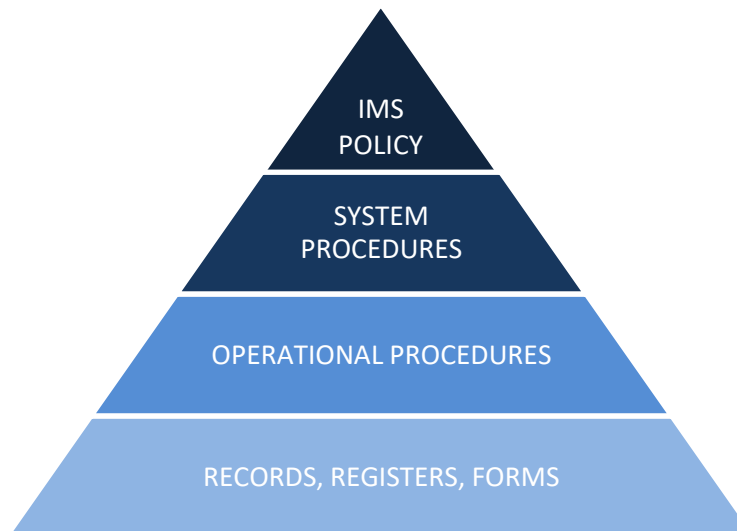 IMS
POLICY
SYSTEM
PROCEDURES
OPERATIONAL PROCEDURES
RECORDS, REGISTERS, FORMS